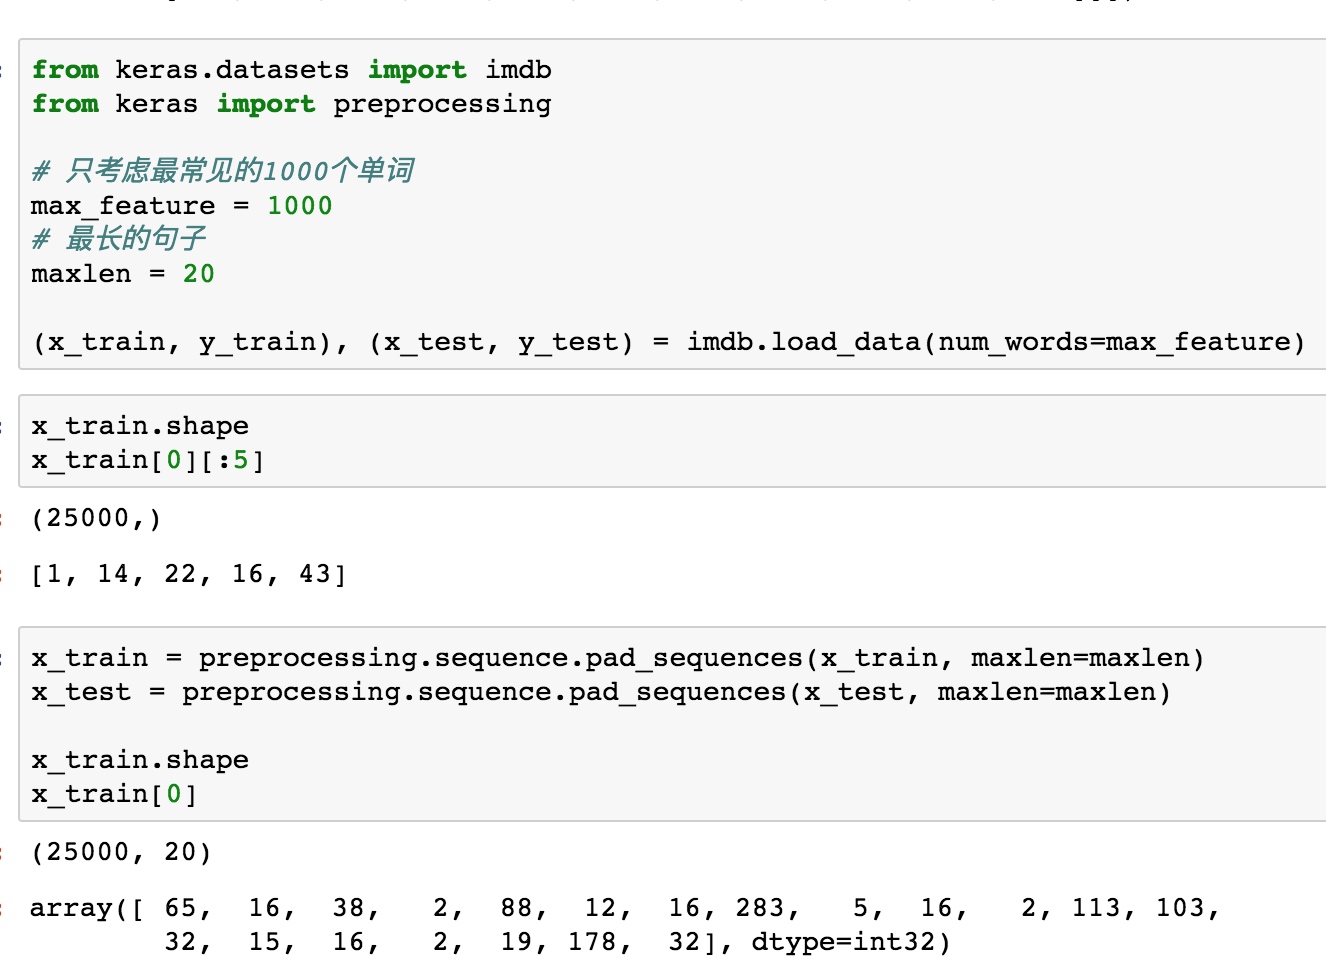 from keras.datasets import imdb
from keras import preprocessing
# 只考虑最常见的1000个单词
max_feature = 1000
# 最长的句子
maxlen = 20
(x_train, y_train), (x_test, y_test) = imdb.load_data(num_words=max_feature)
x_train.shape
x_train[0][:5]
(25000,)
[1, 14, 22, 16, 43]
x_train = preprocessing.sequence.pad_sequences(x_train, maxlen=maxlen)
x_test = preprocessing.sequence.pad_sequences(x_test, maxlen=maxlen)
x_train.shape
x_train[0]
(25000, 20)
array([ 65,  16,  38,   2,  88,  12,  16, 283,   5,  16,   2, 113, 103,
        32,  15,  16,   2,  19, 178,  32], dtype=int32)